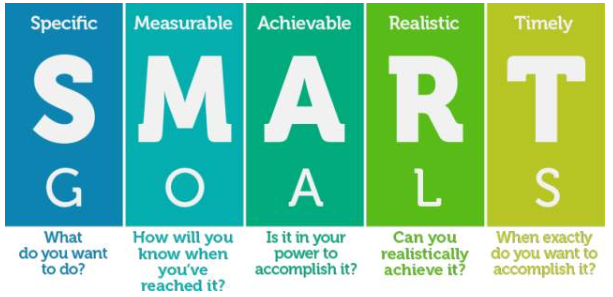 Specific
Measurable
Achievable
Realistic
Timely
S M A R T
G O A L S
What
do you want
to do?
How will you
know when
you've
reached it?
Is it in your
power to
accomplish it?
Can you
realistically
achieve it?
When exactly
do you want to
accomplish it?